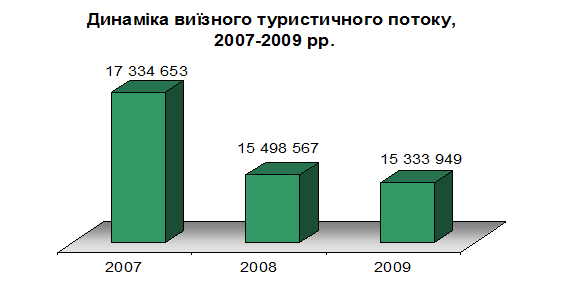 Динаміка виїзного туристичного потоку,
2007-2009 рр.
17 334 653
15 498 567
15 333 949
2007
2008
2009